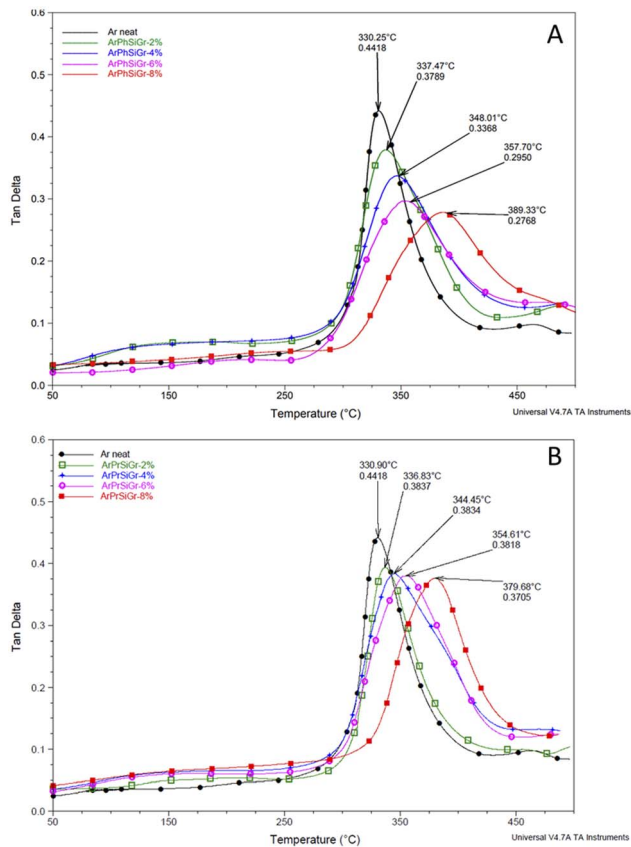 A
Ar neat
ArPhSiGr-2%
ArPhSiGr-4%
ArPhSiGr-6%
ArPhSiGr-8%
330.25°C
0.4418
337.47°C
0.3789
348.01°C
0.3368
357.70°C
0.2950
389.33°C
0.2768
Tan Delta
0.6
0.5
0.4
0.3
0.2
0.1
0.0
50
150
250
350
450
Temperature (°C)
Universal V4.7A TA Instruments
B
Ar neat
ArPrSiGr-2%
ArPrSiGr-4%
ArPrSiGr-6%
ArPrSiGr-8%
330.90°C
0.4418
336.83°C
0.3837
344.45°C
0.3834
354.61°C
0.3818
379.68°C
0.3705
Tan Delta
0.6
0.5
0.4
0.3
0.2
0.1
0.0
50
150
250
350
450
Temperature (°C)
Universal V4.7A TA Instruments